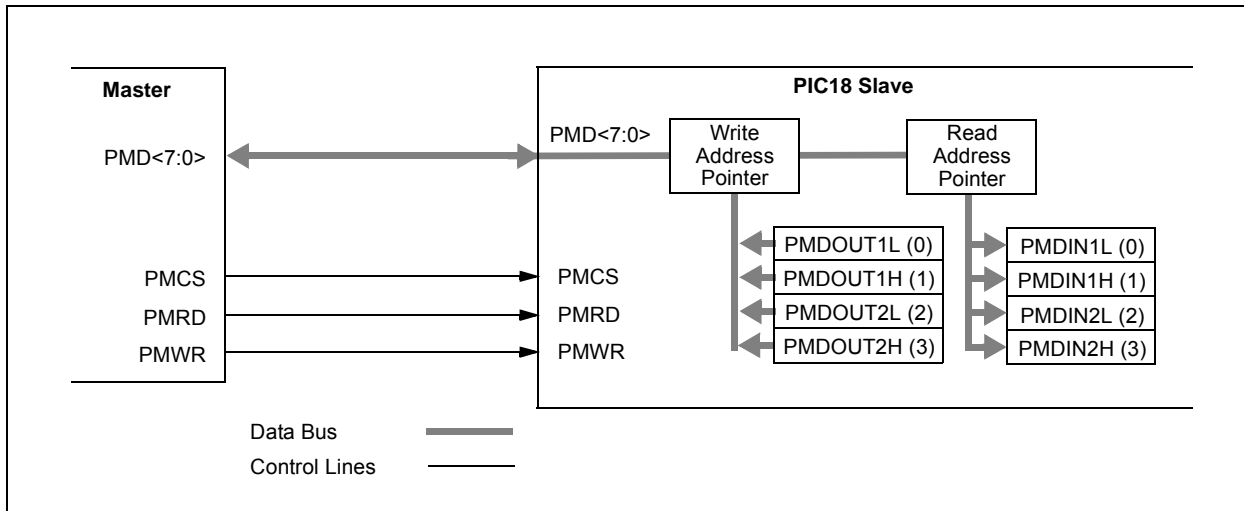 Master
PIC18 Slave
PMD<7:0>
PMD<7:0>
Write
Address
Pointer
Read
Address
Pointer
PMDOUT1L (0)
PMDIN1L (0)
PMCS
PMCS
PMDOUT1H (1)
PMDIN1H (1)
PMRD
PMRD
PMDOUT2L (2)
PMDIN2L (2)
PMWR
PMWR
PMDOUT2H (3)
PMDIN2H (3)
Data Bus
Control Lines